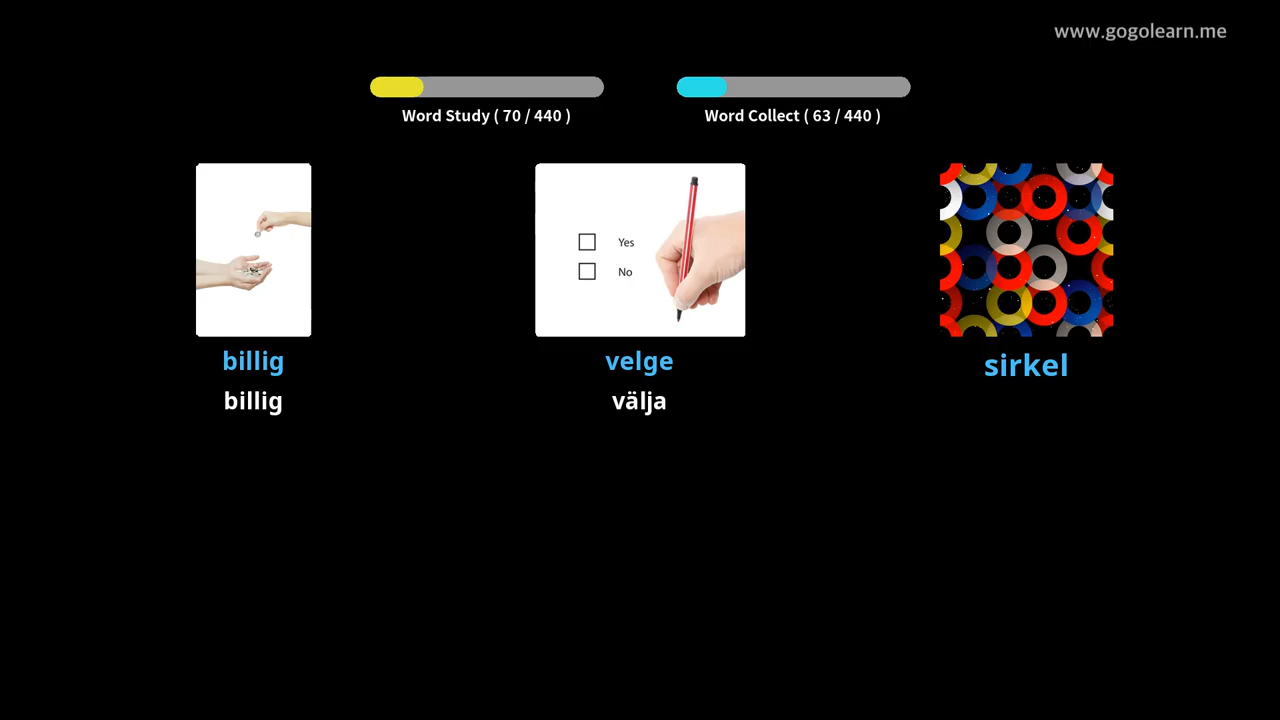 www.gogolearn.me
Word Study ( 70 / 440 )
Word Collect ( 63 / 440 )
Yes
No
billig
billig
velge
välja
sirkel